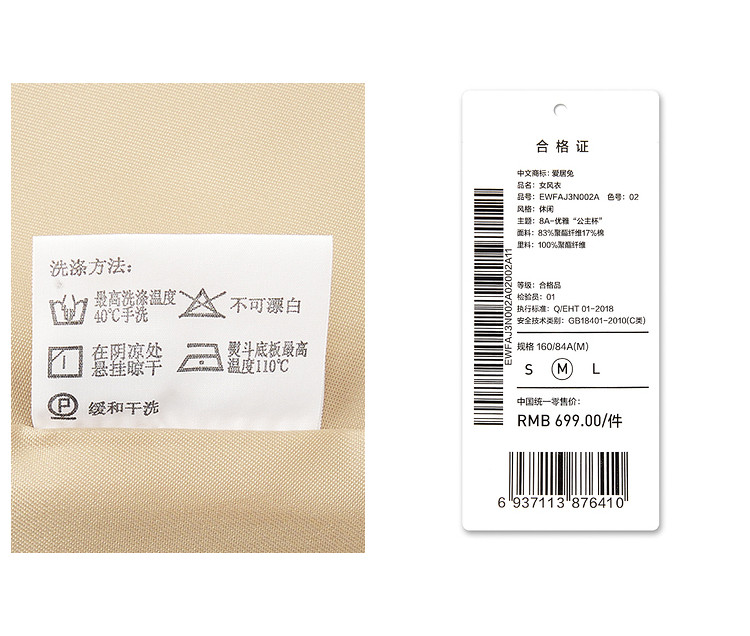 洗涤方法:
最高洗涤温度
40℃手洗
不可漂白
在阴凉处
悬挂晾干
熨斗底板最高
温度110℃
P
缓和干洗
合格证
中文商标: 爱居兔
品名: 女风衣
品号: EWFAJ3N002A 色号: 02
风格: 休闲
主题: 8A-优雅“公主杯”
面料: 83%聚酯纤维17%棉
里料: 100%聚酯纤维
等级: 合格品
检验员: 01
执行标准: Q/EHT 01-2018
安全技术类别: GB18401-2010(C类)
EWFAJ3N002A02002A11
规格 160/84A(M)
S M L
中国统一零售价:
RMB 699.00/件
6 937113 876410